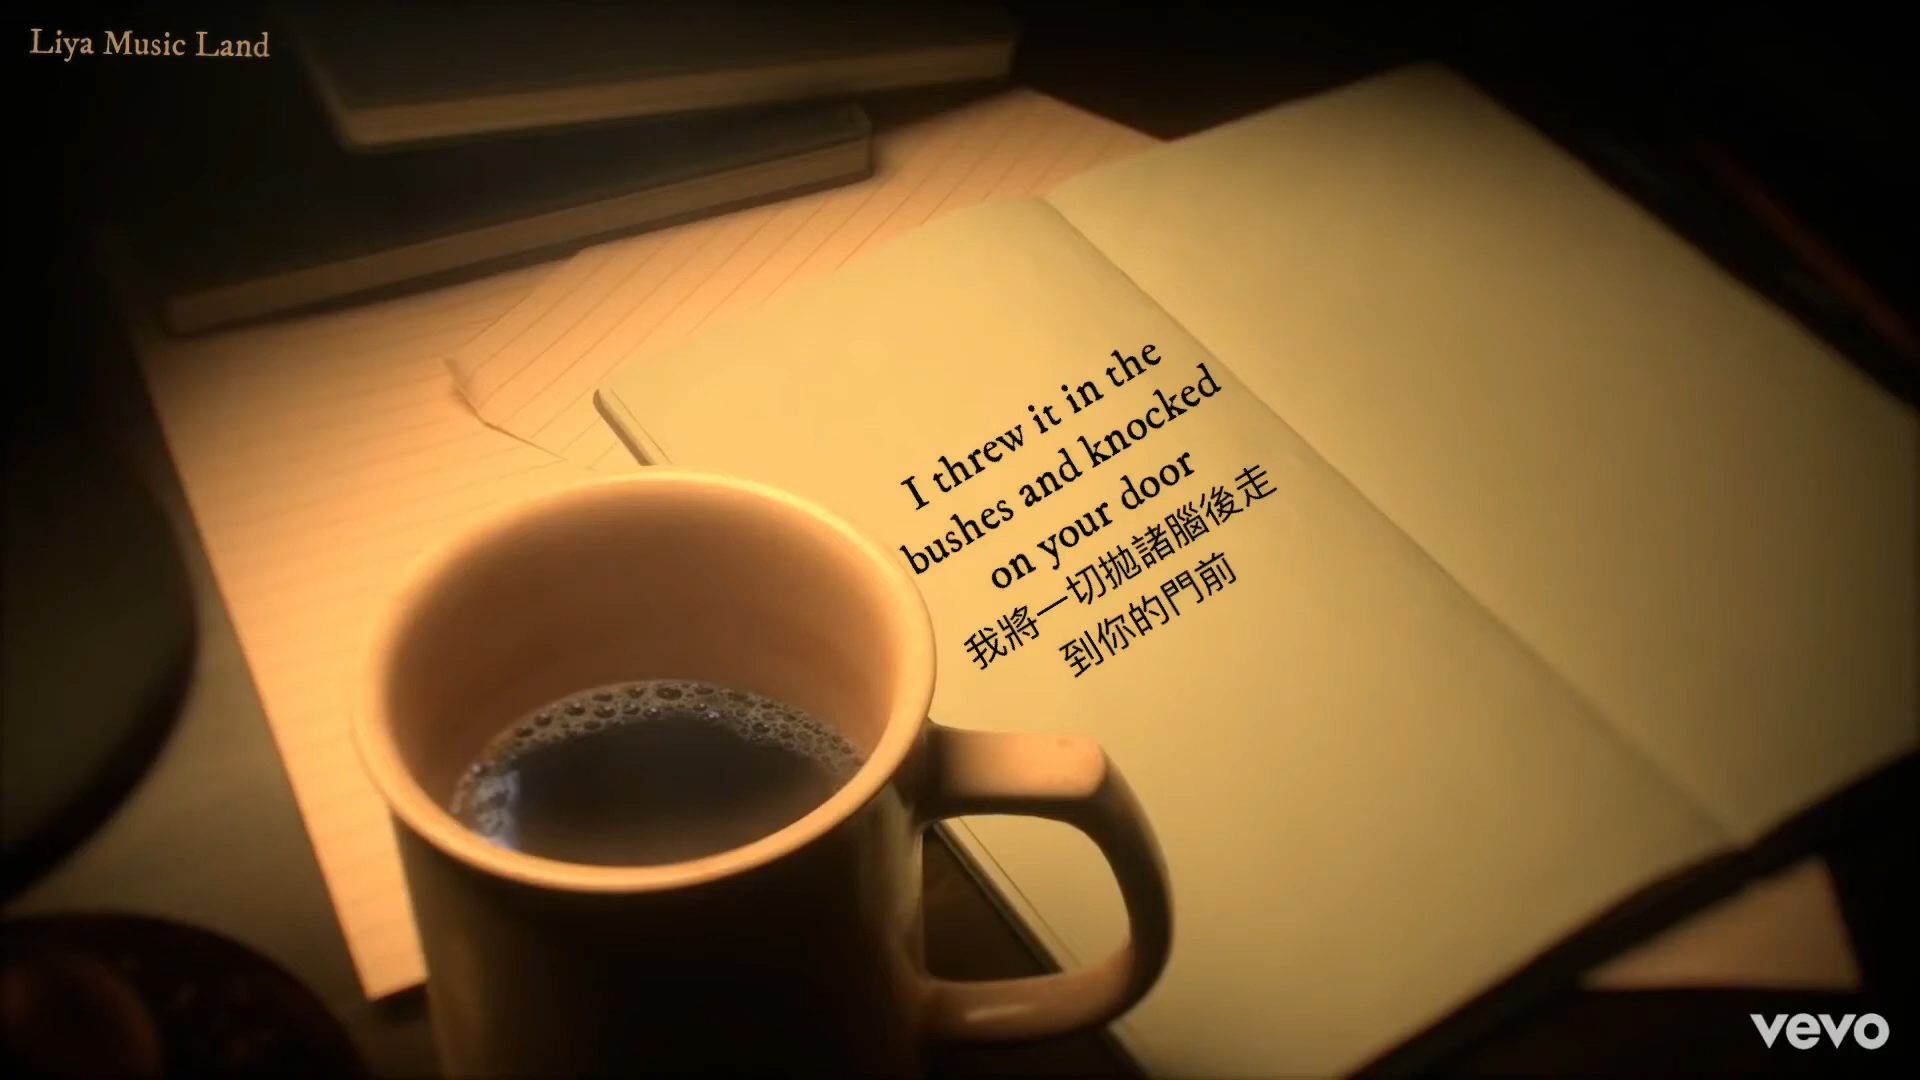 Liya Music Land
I threw it in the
bushes and knocked
on your door
我將一切拋諸腦後走
到你的門前
vevo